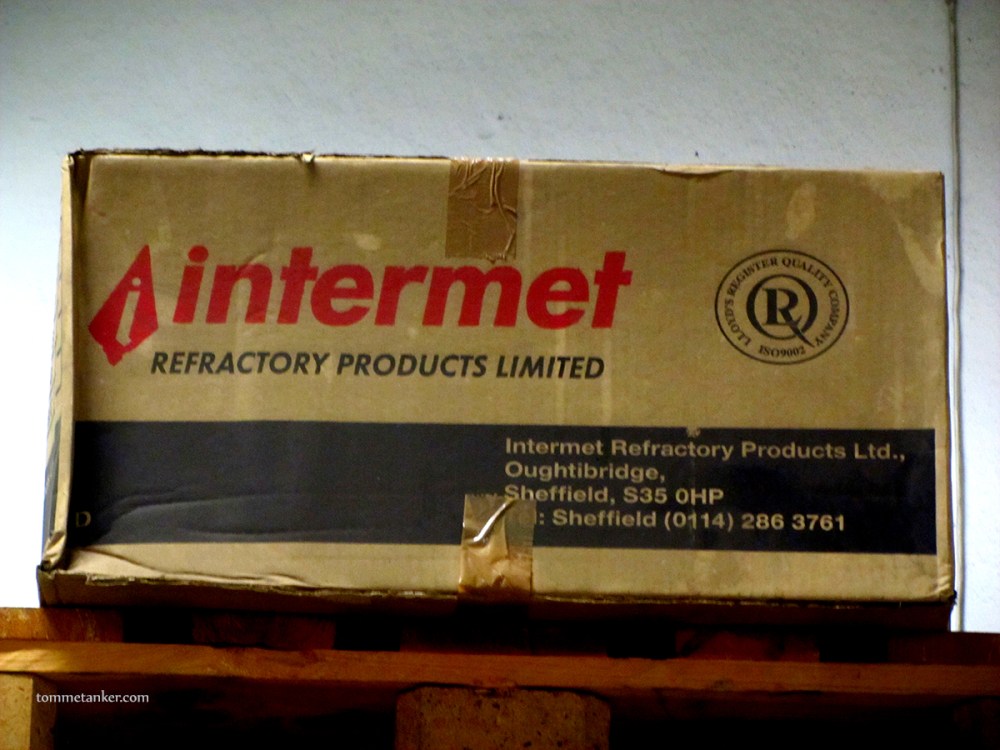 i intermet
REFRACTORY PRODUCTS LIMITED
LLOYD'S REGISTER QUALITY COMPANY
RQ
ISO9002
Intermet Refractory Products Ltd.,
Oughtibridge,
Sheffield, S35 0HP
: Sheffield (0114) 286 3761
D
tommetanker.com